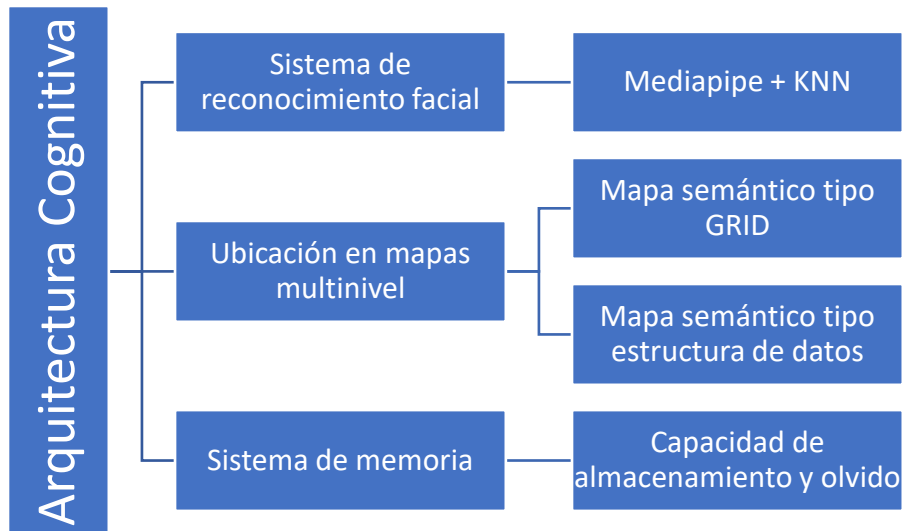 Arquitectura Cognitiva
Sistema de
reconocimiento facial
Mediapipe + KNN
Ubicación en mapas
multinivel
Mapa semántico tipo
GRID
Mapa semántico tipo
estructura de datos
Sistema de memoria
Capacidad de
almacenamiento y olvido